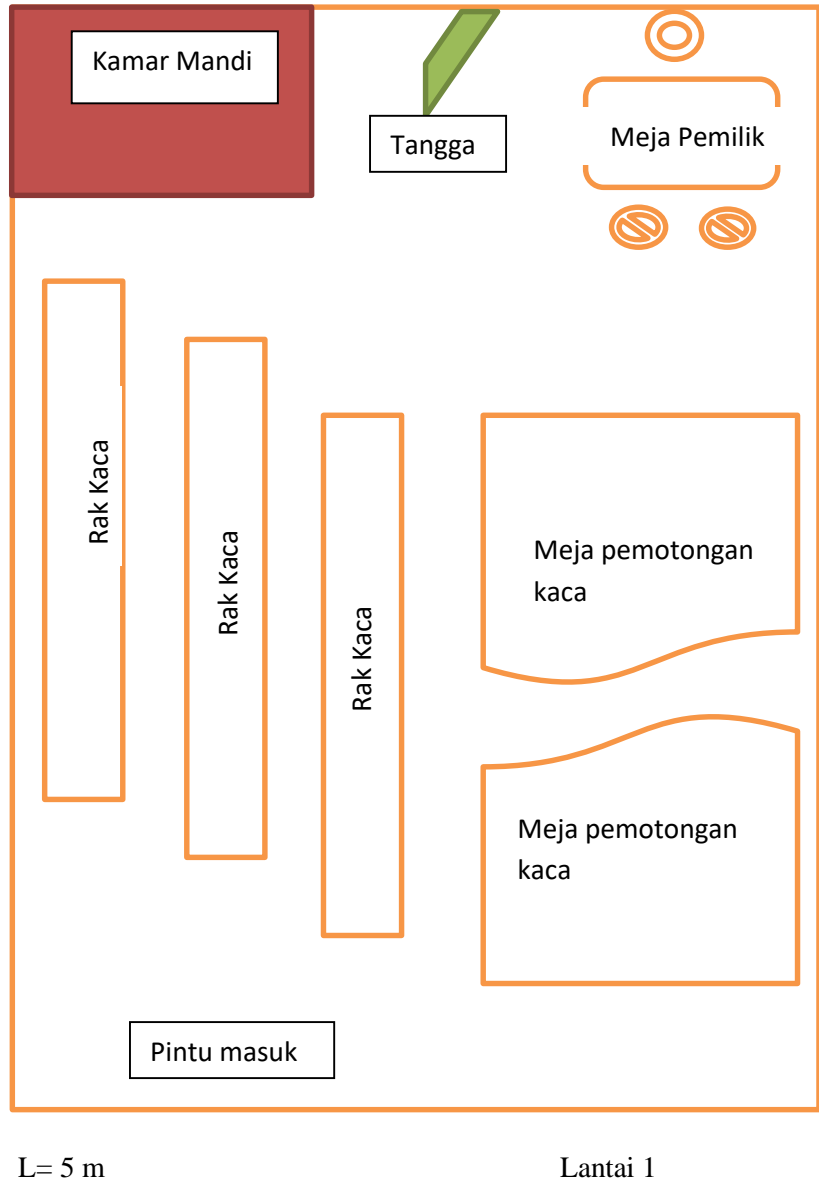 Kamar Mandi
Tangga
Meja Pemilik
Rak Kaca
Rak Kaca
Rak Kaca
Meja pemotongan
kaca
Meja pemotongan
kaca
Pintu masuk
L= 5 m
Lantai 1